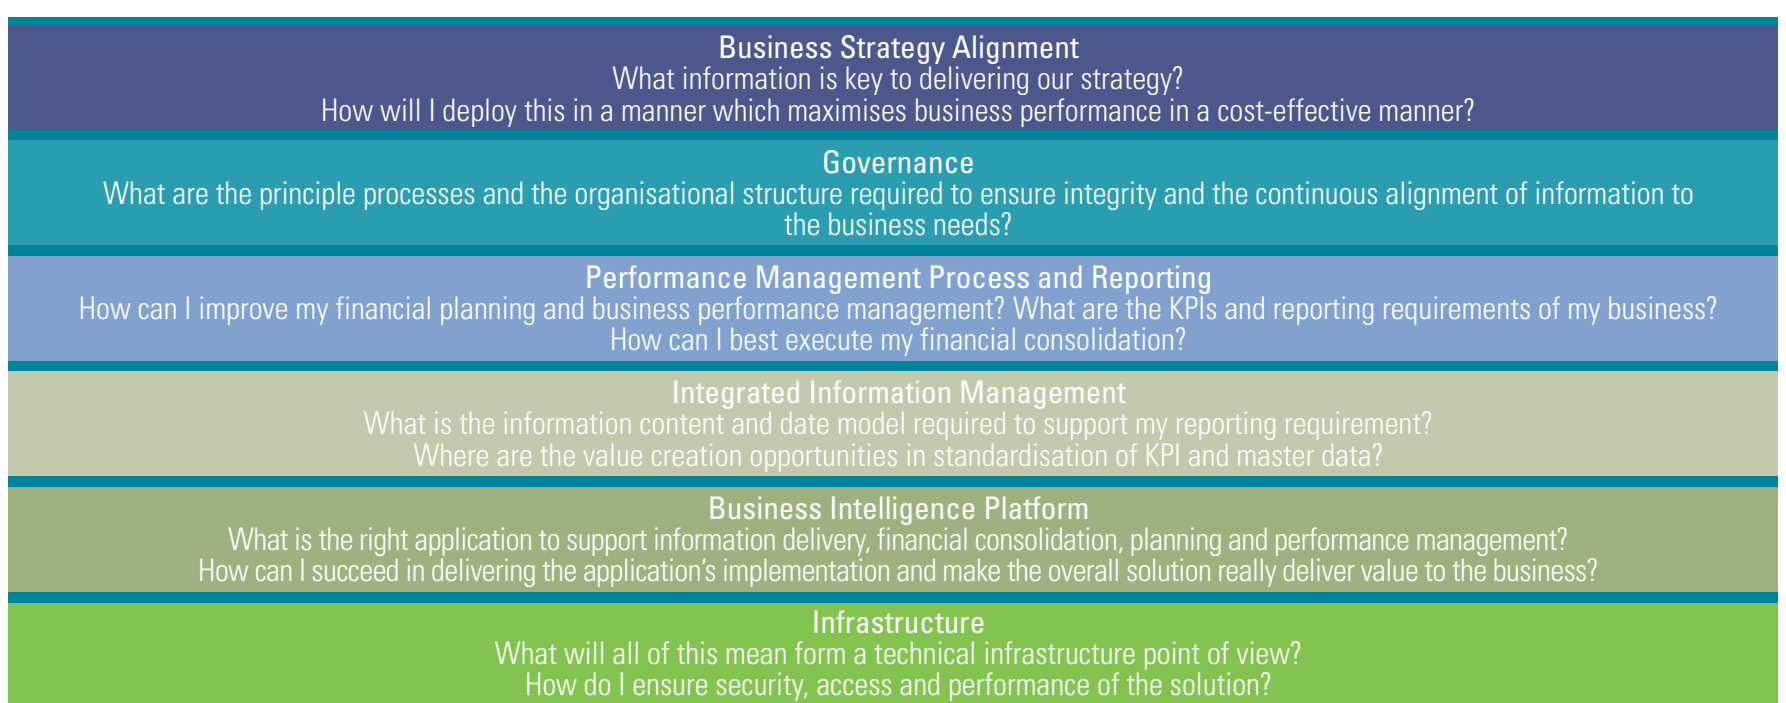 Business Strategy Alignment
What information is key to delivering our strategy?
How will I deploy this in a manner which maximises business performance in a cost-effective manner?
Governance
What are the principle processes and the organisational structure required to ensure integrity and the continuous alignment of information to
the business needs?
Performance Management Process and Reporting
How can I improve my financial planning and business performance management? What are the KPIs and reporting requirements of my business?
How can I best execute my financial consolidation?
Integrated Information Management
What is the information content and date model required to support my reporting requirement?
Where are the value creation opportunities in standardisation of KPI and master data?
Business Intelligence Platform
What is the right application to support information delivery, financial consolidation, planning and performance management?
How can I succeed in delivering the application's implementation and make the overall solution really deliver value to the business?
Infrastructure
What will all of this mean form a technical infrastructure point of view?
How do I ensure security, access and performance of the solution?